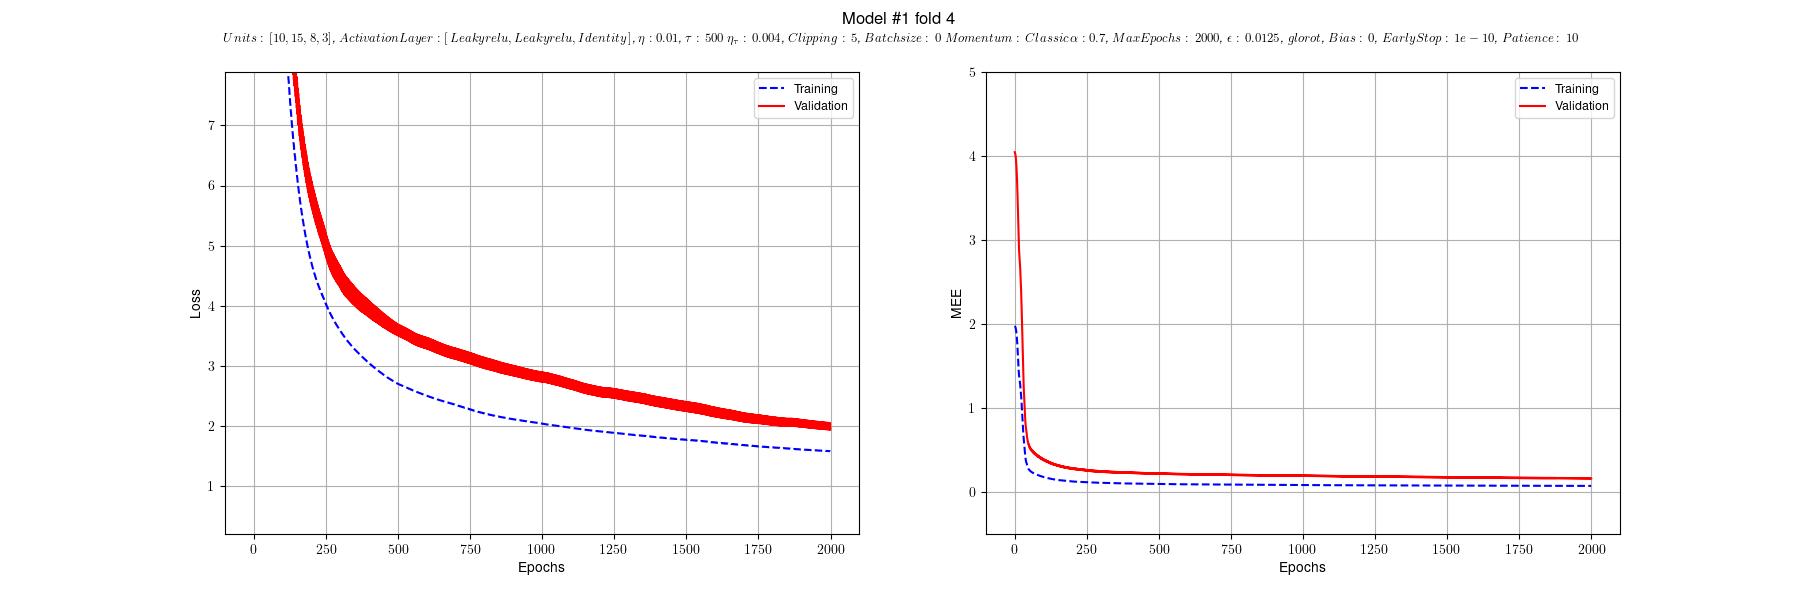 Model #1 fold 4
Units : [10, 15, 8, 3], ActivationLayer : [ Leakyrelu, Leakyrelu, Identity], η : 0.01, τ : 500 ητ : 0.004, Clipping : 5, Batchsize : 0 Momentum : Classicα : 0.7, MaxEpochs : 2000, ϵ : 0.0125, glorot, Bias : 0, EarlyStop : 1e − 10, Patience : 10
Loss
7
6
5
4
3
2
1
Training
Validation
0 250 500 750 1000 1250 1500 1750 2000
Epochs
MEE
5
4
3
2
1
0
Training
Validation
0 250 500 750 1000 1250 1500 1750 2000
Epochs